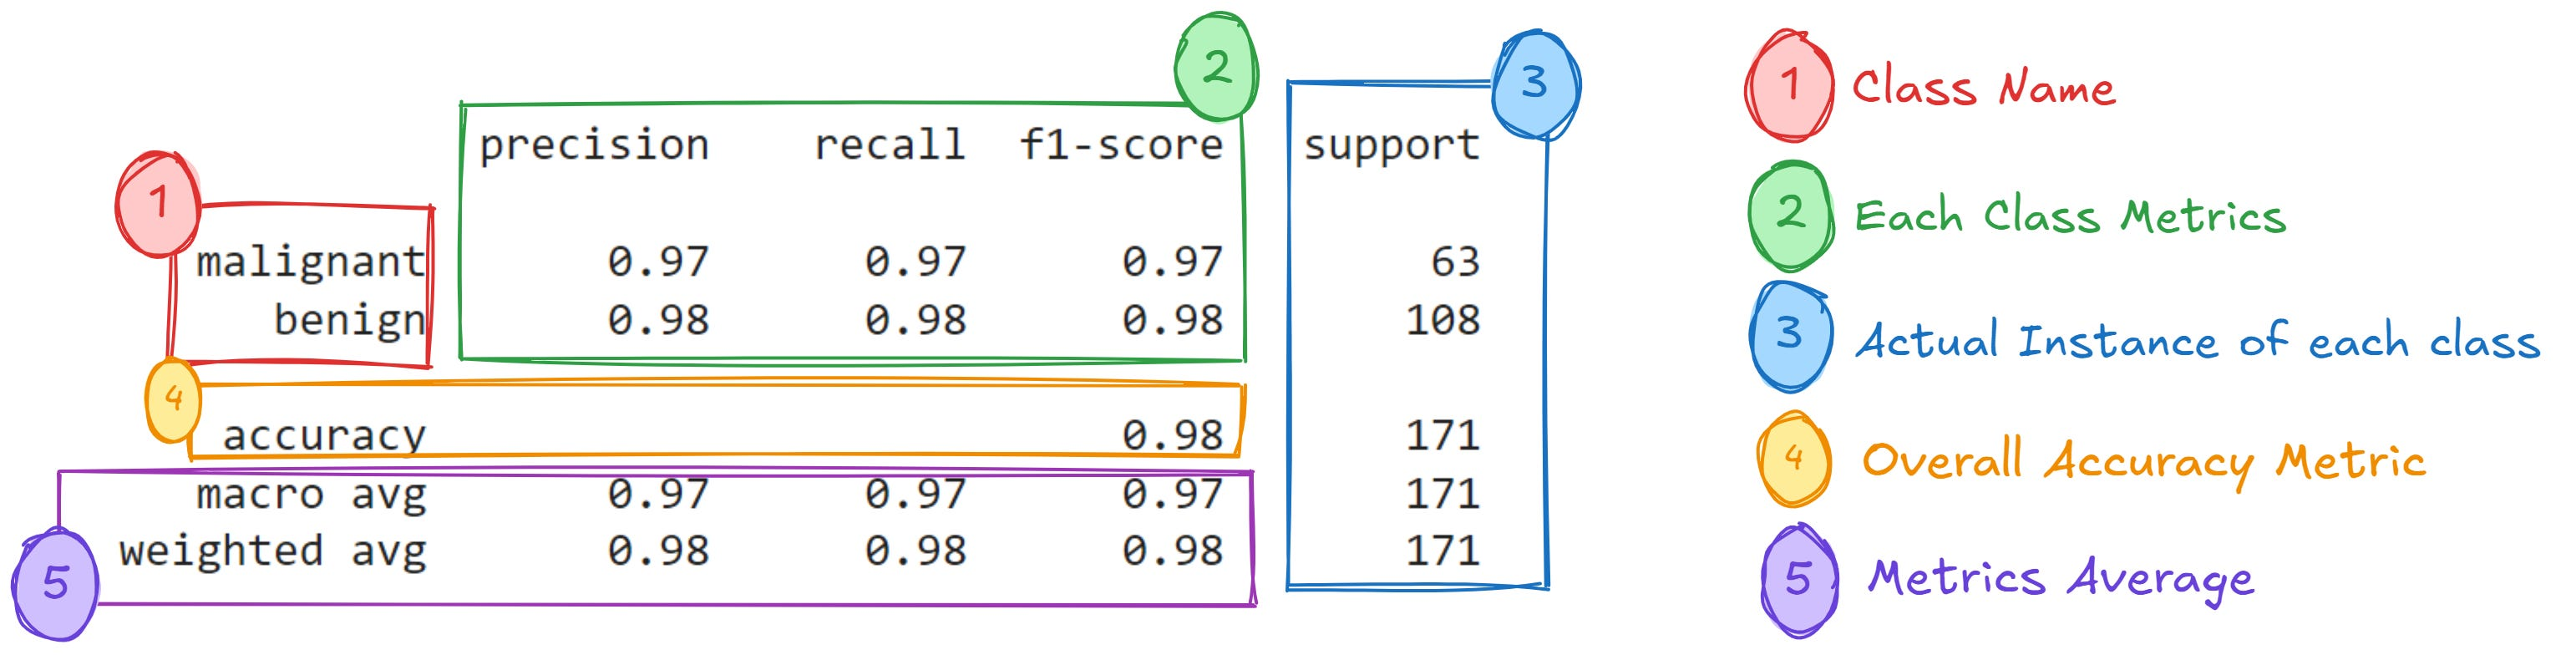 2
3
1 Class Name
precision recall f1-score support
1
2 Each Class Metrics
malignant 0.97 0.97 0.97 63
benign 0.98 0.98 0.98 108
3 Actual Instance of each class
4
accuracy 0.98 171
4 Overall Accuracy Metric
macro avg 0.97 0.97 0.97 171
weighted avg 0.98 0.98 0.98 171
5
5 Metrics Average